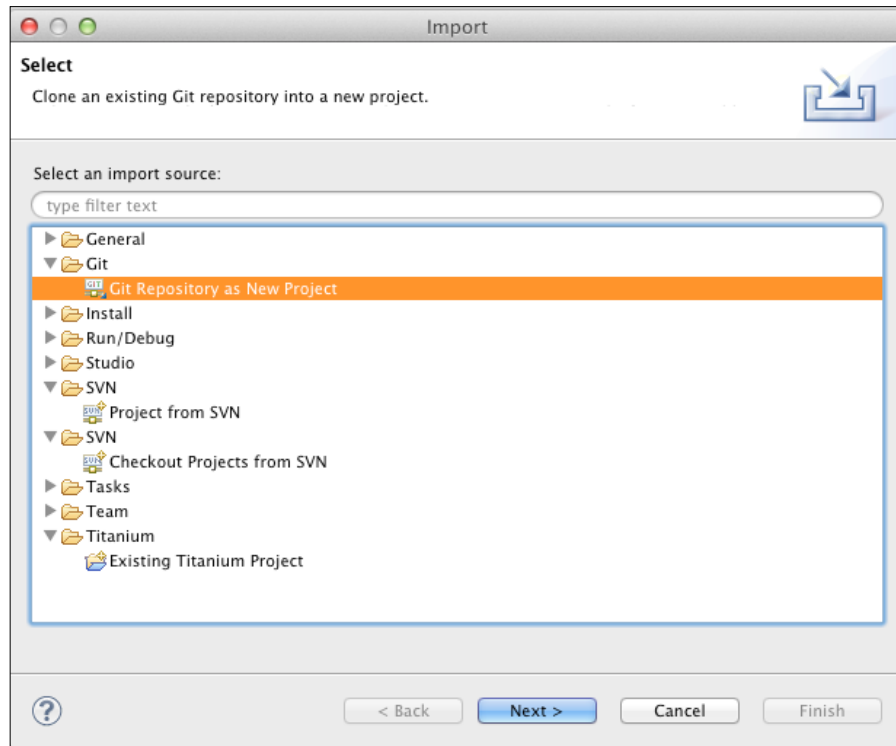 Import
Select
Clone an existing Git repository into a new project.
Select an import source:
type filter text
General
Git
Git Repository as New Project
Install
Run/Debug
Studio
SVN
Project from SVN
SVN
Checkout Projects from SVN
Tasks
Team
Titanium
Existing Titanium Project
? < Back Next > Cancel Finish